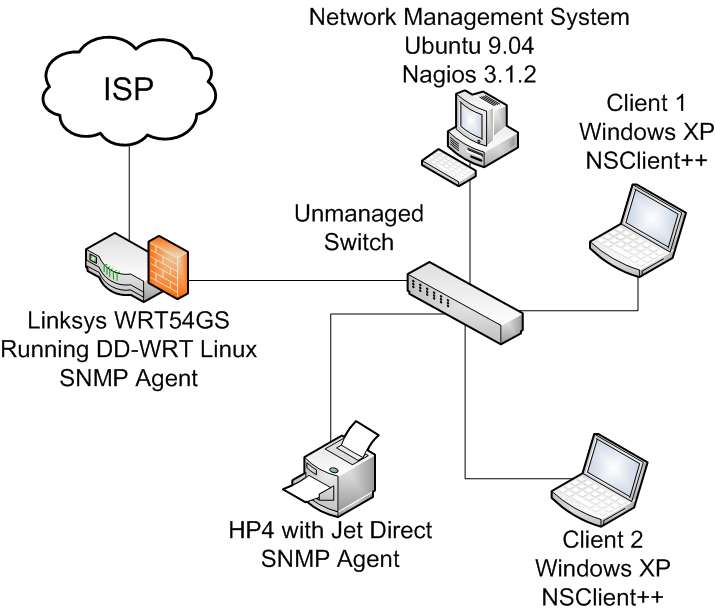 Network Management System
Ubuntu 9.04
Nagios 3.1.2
ISP
Client 1
Windows XP
NSClient++
Unmanaged
Switch
Linksys WRT54GS
Running DD-WRT Linux
SNMP Agent
HP4 with Jet Direct
SNMP Agent
Client 2
Windows XP
NSClient++